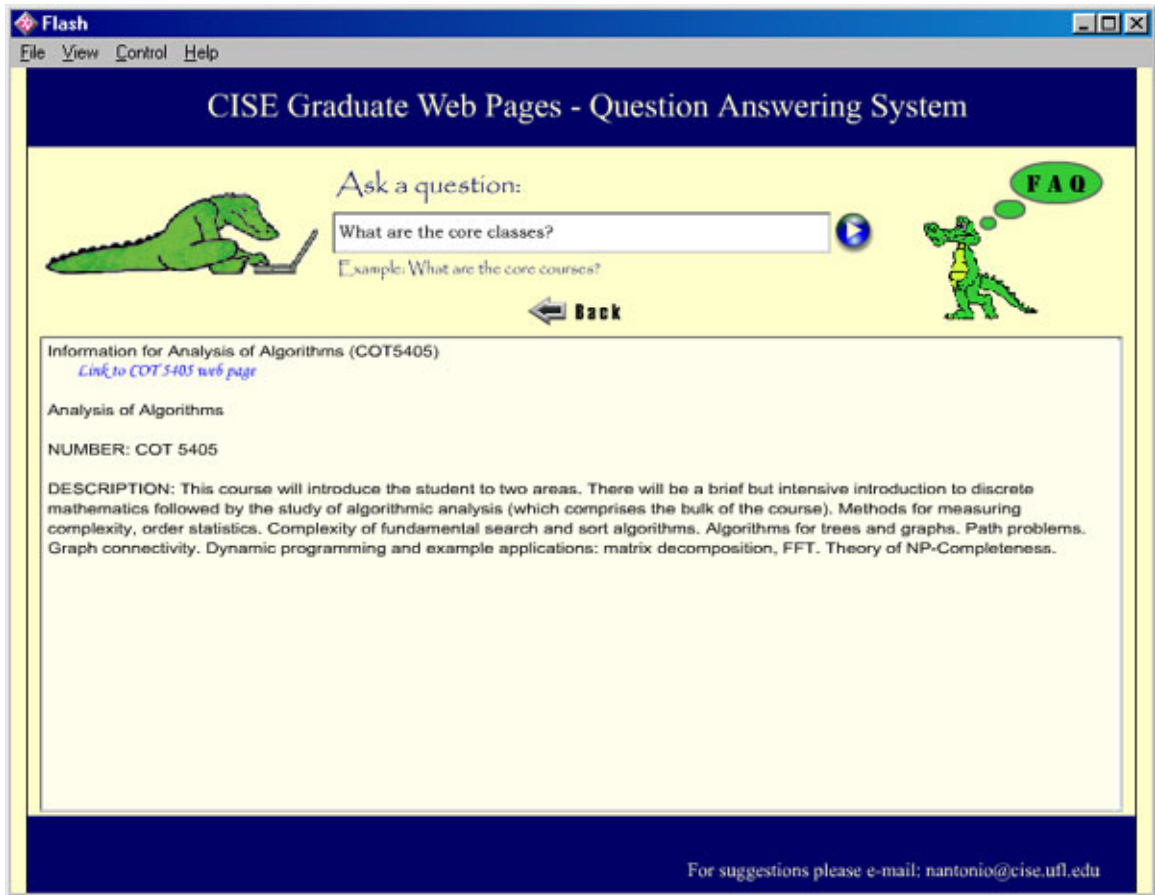 Flash
File View Control Help
CISE Graduate Web Pages - Question Answering System
Ask a question:
FAQ
What are the core classes?
Example: What are the core courses?
Back
Information for Analysis of Algorithms (COT5405)
Link to COT 5405 web page
Analysis of Algorithms
NUMBER: COT 5405
DESCRIPTION: This course will introduce the student to two areas. There will be a brief but intensive introduction to discrete
mathematics followed by the study of algorithmic analysis (which comprises the bulk of the course). Methods for measuring
complexity, order statistics. Complexity of fundamental search and sort algorithms. Algorithms for trees and graphs. Path problems.
Graph connectivity. Dynamic programming and example applications: matrix decomposition, FFT. Theory of NP-Completeness.
For suggestions please e-mail: nantonio@cise.ufl.edu